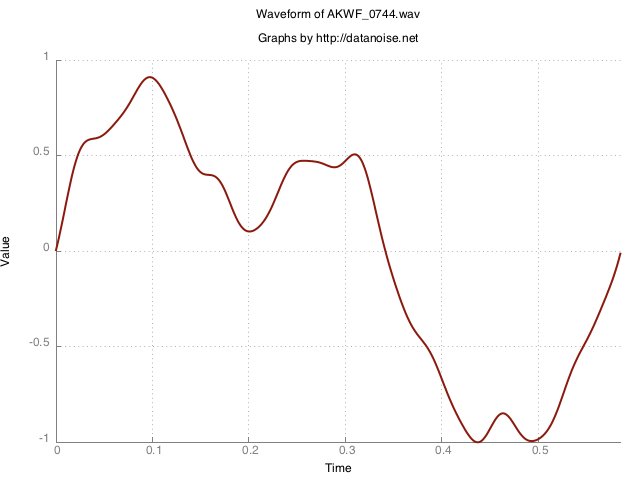 Waveform of AKWF_0744.wav
Graphs by http://datanoise.net
1
0.5
0
-0.5
-1
Value
0 0.1 0.2 0.3 0.4 0.5
Time